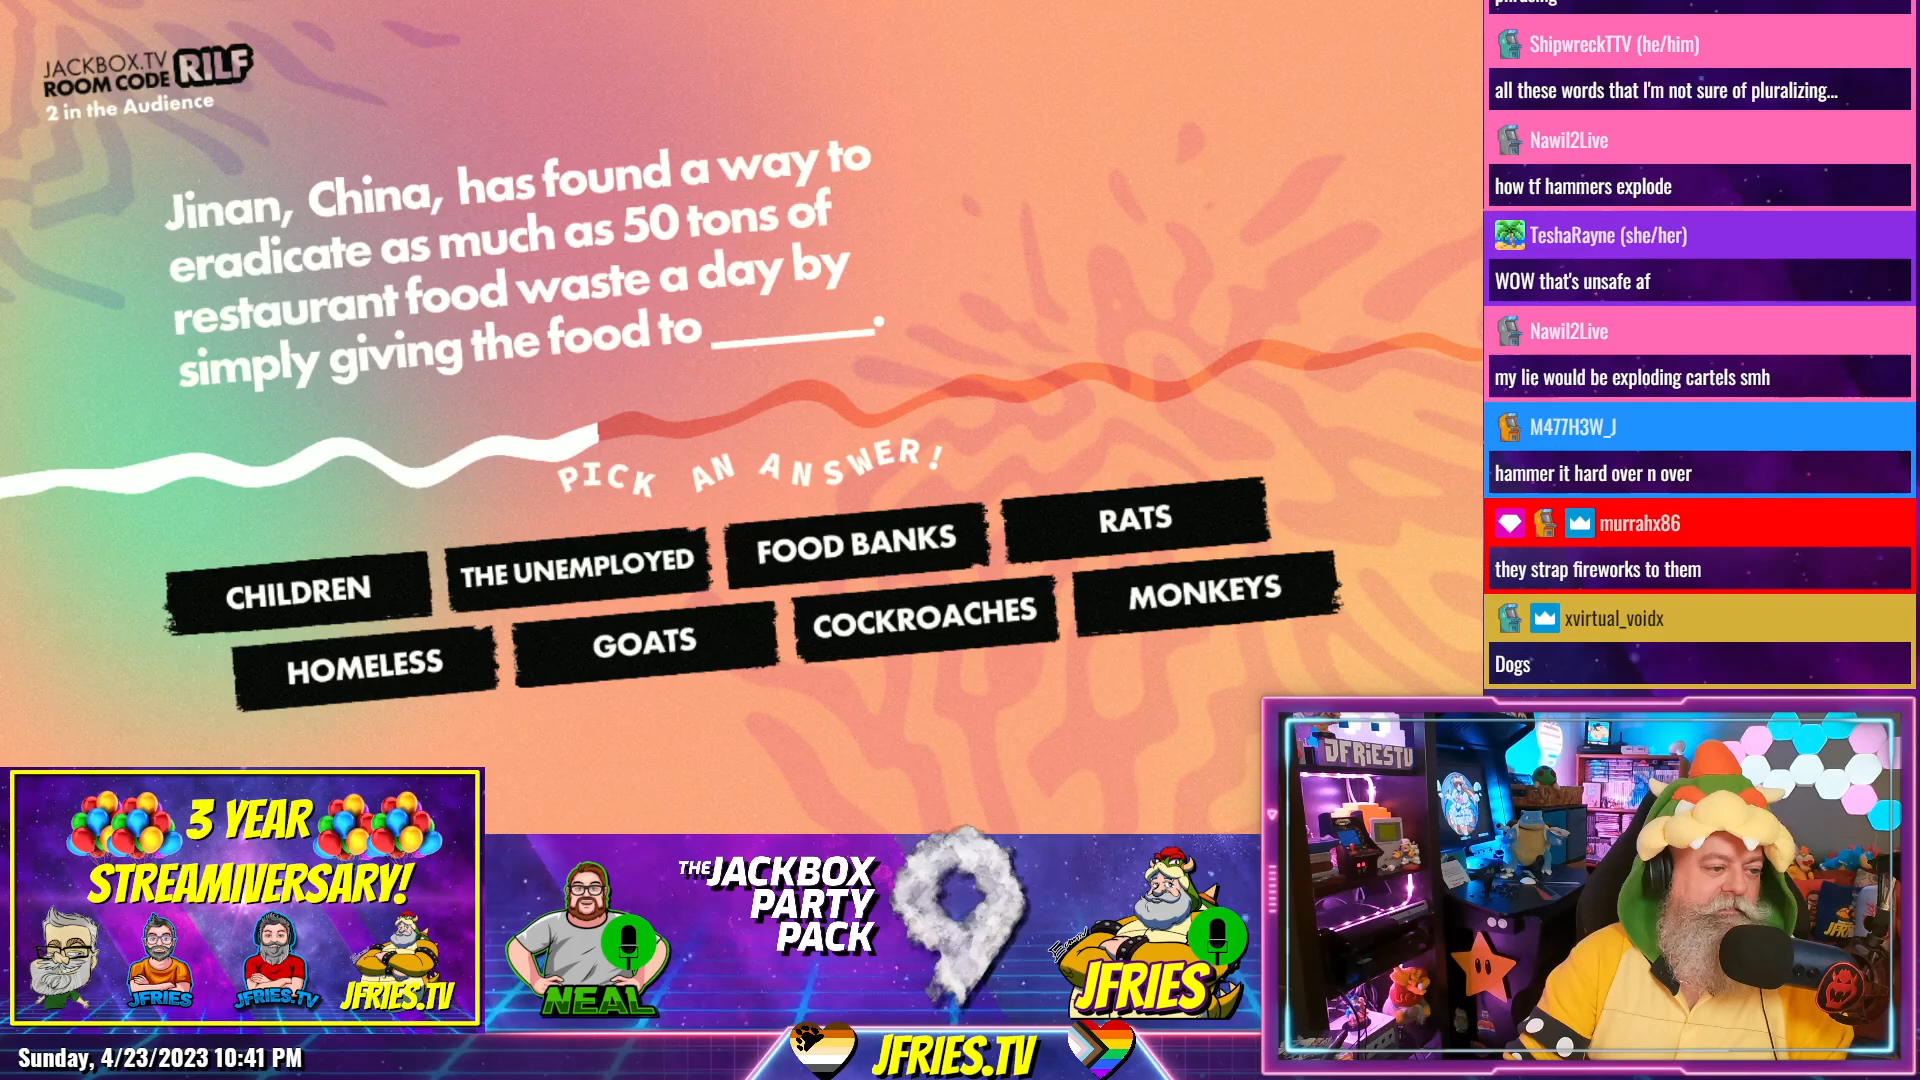 JACKBOX.TV
ROOM CODE RILF
2 in the Audience
Jinan, China, has found a way to
eradicate as much as 50 tons of
restaurant food waste a day by
simply giving the food to ______.
PICK AN ANSWER!
CHILDREN
THE UNEMPLOYED
FOOD BANKS
RATS
HOMELESS
GOATS
COCKROACHES
MONKEYS
phrasing
ShipwreckTTV (he/him)
all these words that I'm not sure of pluralizing...
Nawil2Live
how tf hammers explode
TeshaRayne (she/her)
WOW that's unsafe af
Nawil2Live
my lie would be exploding cartels smh
M477H3W_J
hammer it hard over n over
murrahx86
they strap fireworks to them
xvirtual_voidx
Dogs
3 YEAR
STREAMIVERSARY!
JFRIES
JFRIES.TV
JFRIES.TV
NEAL
THE JACKBOX
PARTY
PACK
9
JFRIES
JFRIES.TV
JFRIESTV
Sunday, 4/23/2023 10:41 PM